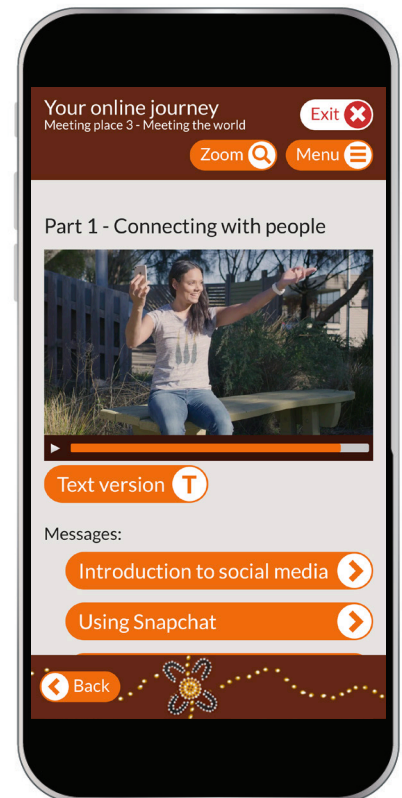 Your online journey
Meeting place 3 - Meeting the world
Exit
Zoom
Menu
Part 1 - Connecting with people
Text version T
Messages:
Introduction to social media
Using Snapchat
Back